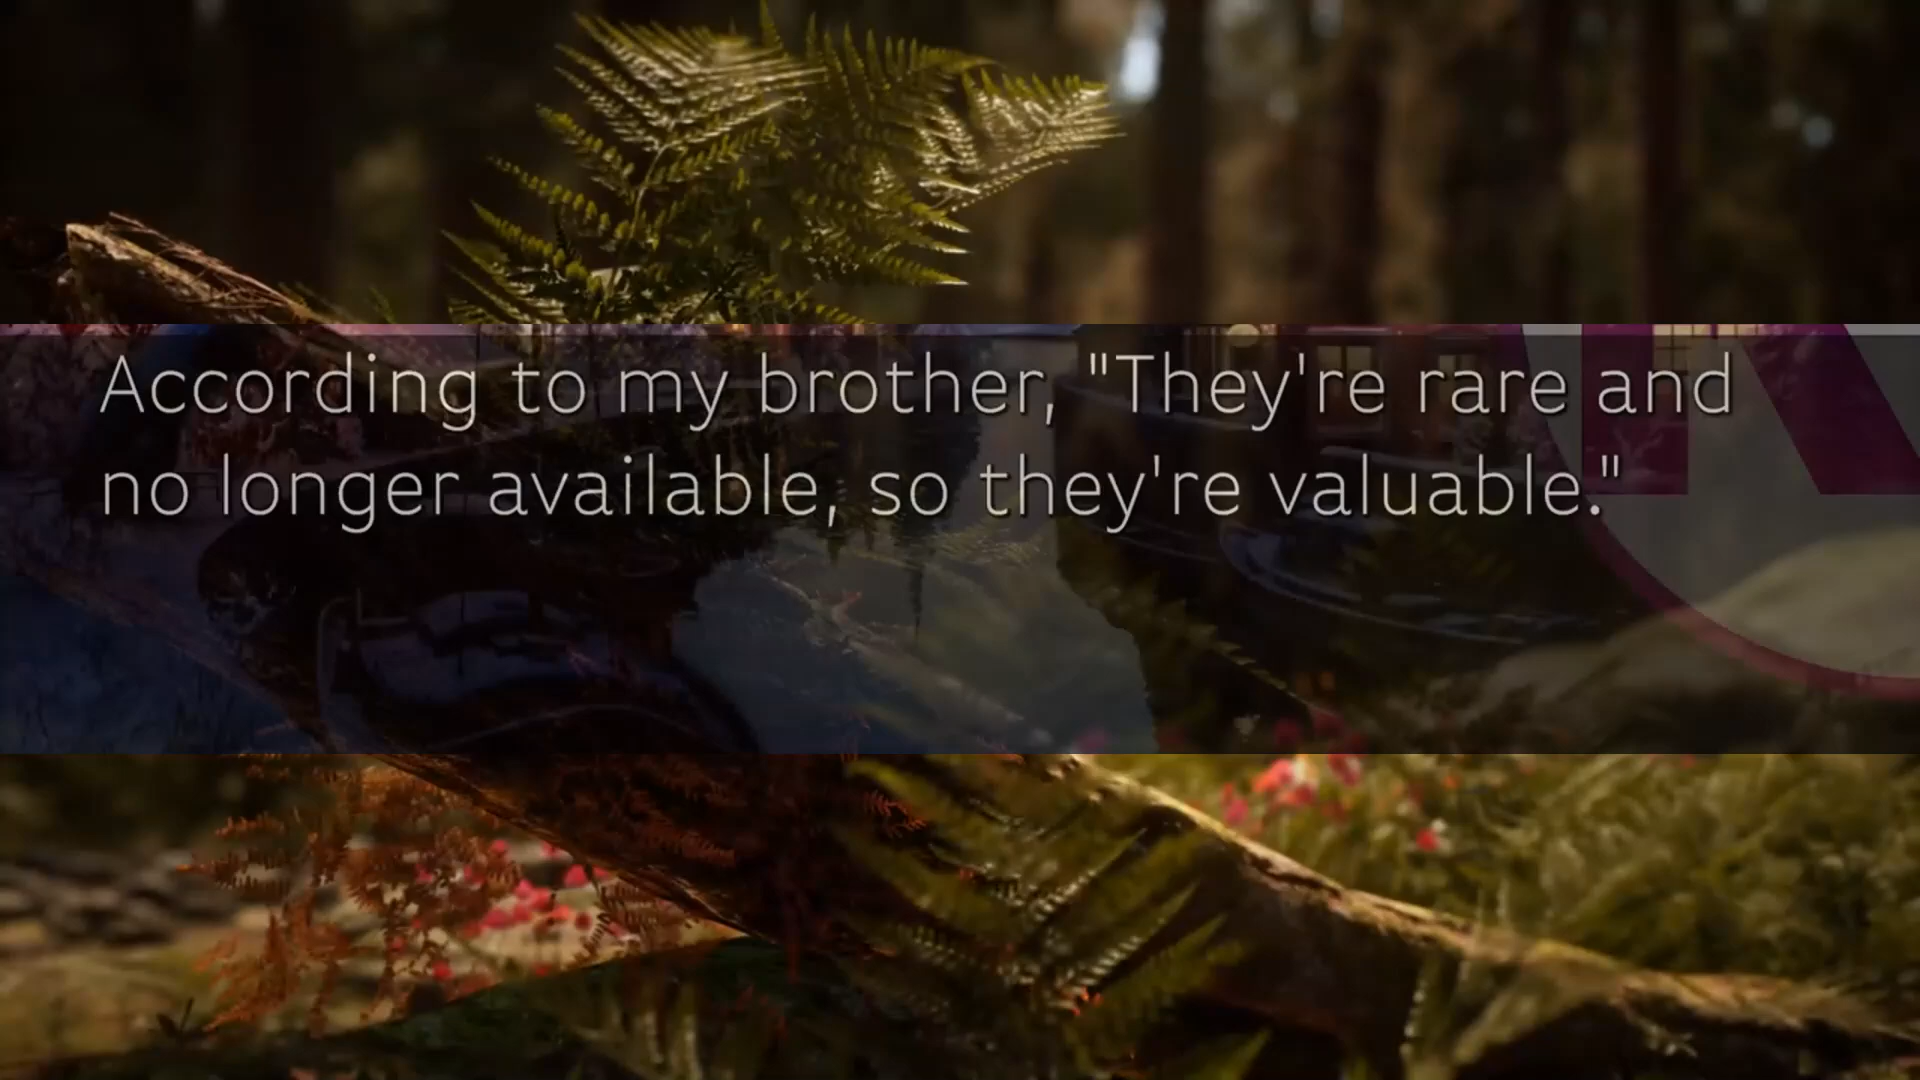 According to my brother, "They're rare and
no longer available, so they're valuable."